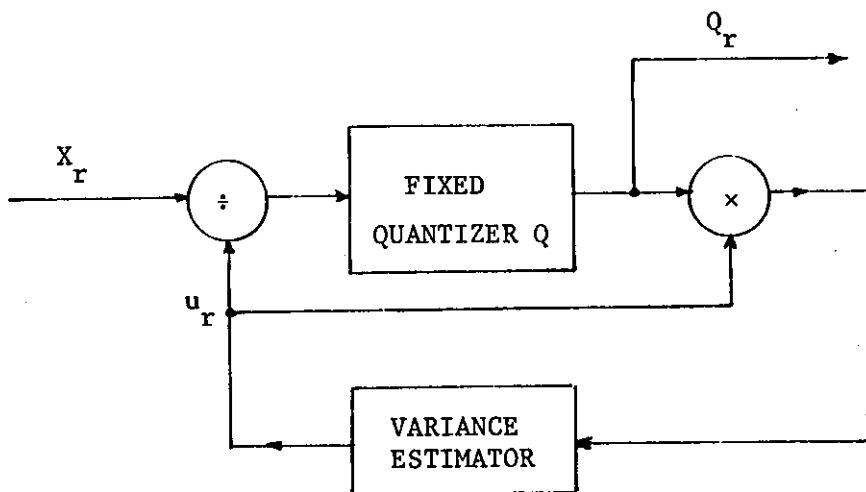 Q_r
X_r
÷
FIXED
QUANTIZER Q
×
u_r
VARIANCE
ESTIMATOR